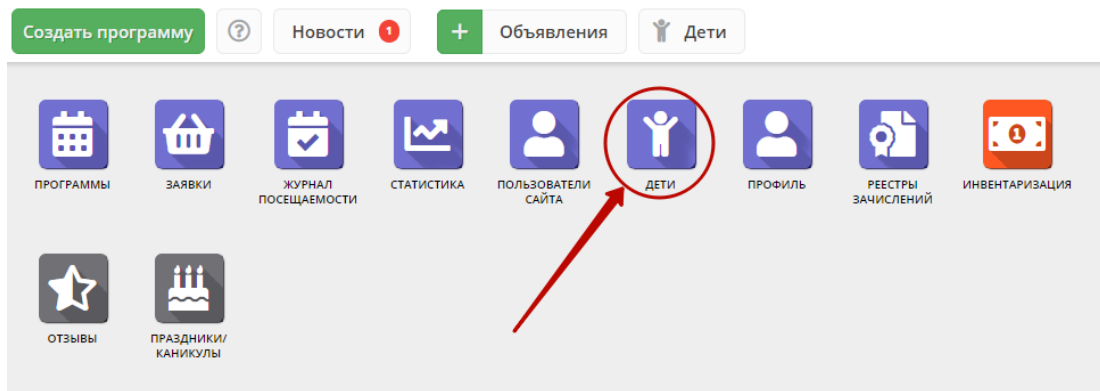 Создать программу
?
Новости 1
+ Объявления
Дети
ПРОГРАММЫ
ЗАЯВКИ
ЖУРНАЛ
ПОСЕЩАЕМОСТИ
СТАТИСТИКА
ПОЛЬЗОВАТЕЛИ
САЙТА
ДЕТИ
ПРОФИЛЬ
РЕЕСТРЫ
ЗАЧИСЛЕНИЙ
1
ИНВЕНТАРИЗАЦИЯ
ОТЗЫВЫ
ПРАЗДНИКИ/
КАНИКУЛЫ